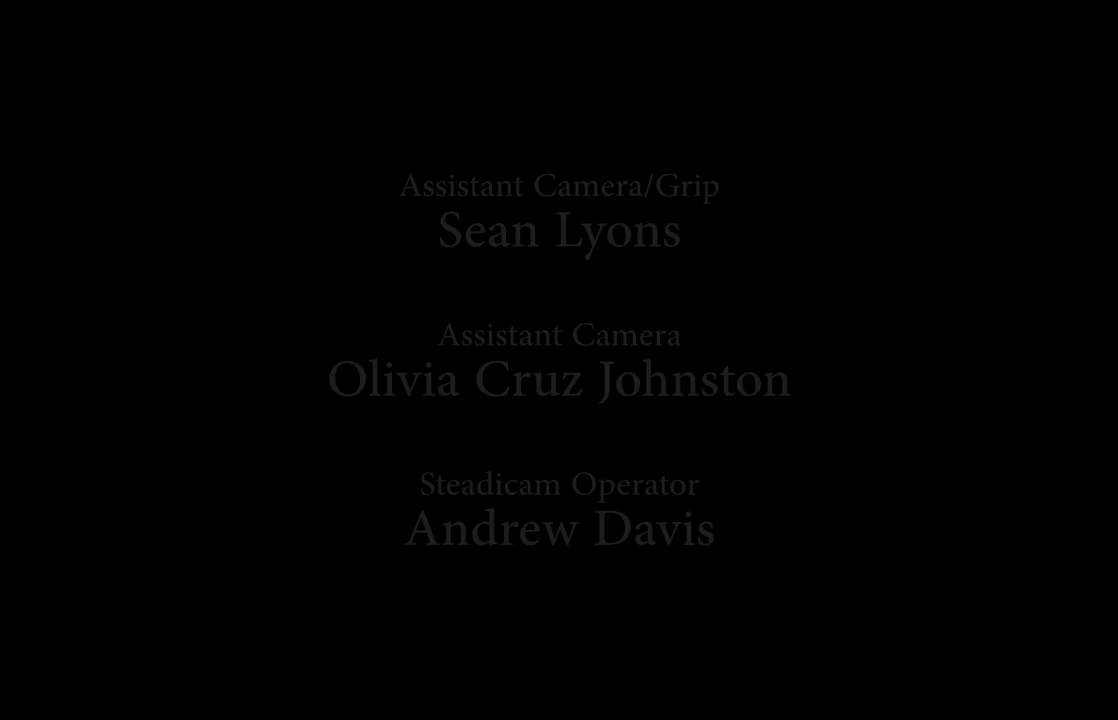 Assistant Camera/Grip
Sean Lyons
Assistant Camera
Olivia Cruz Johnston
Steadicam Operator
Andrew Davis